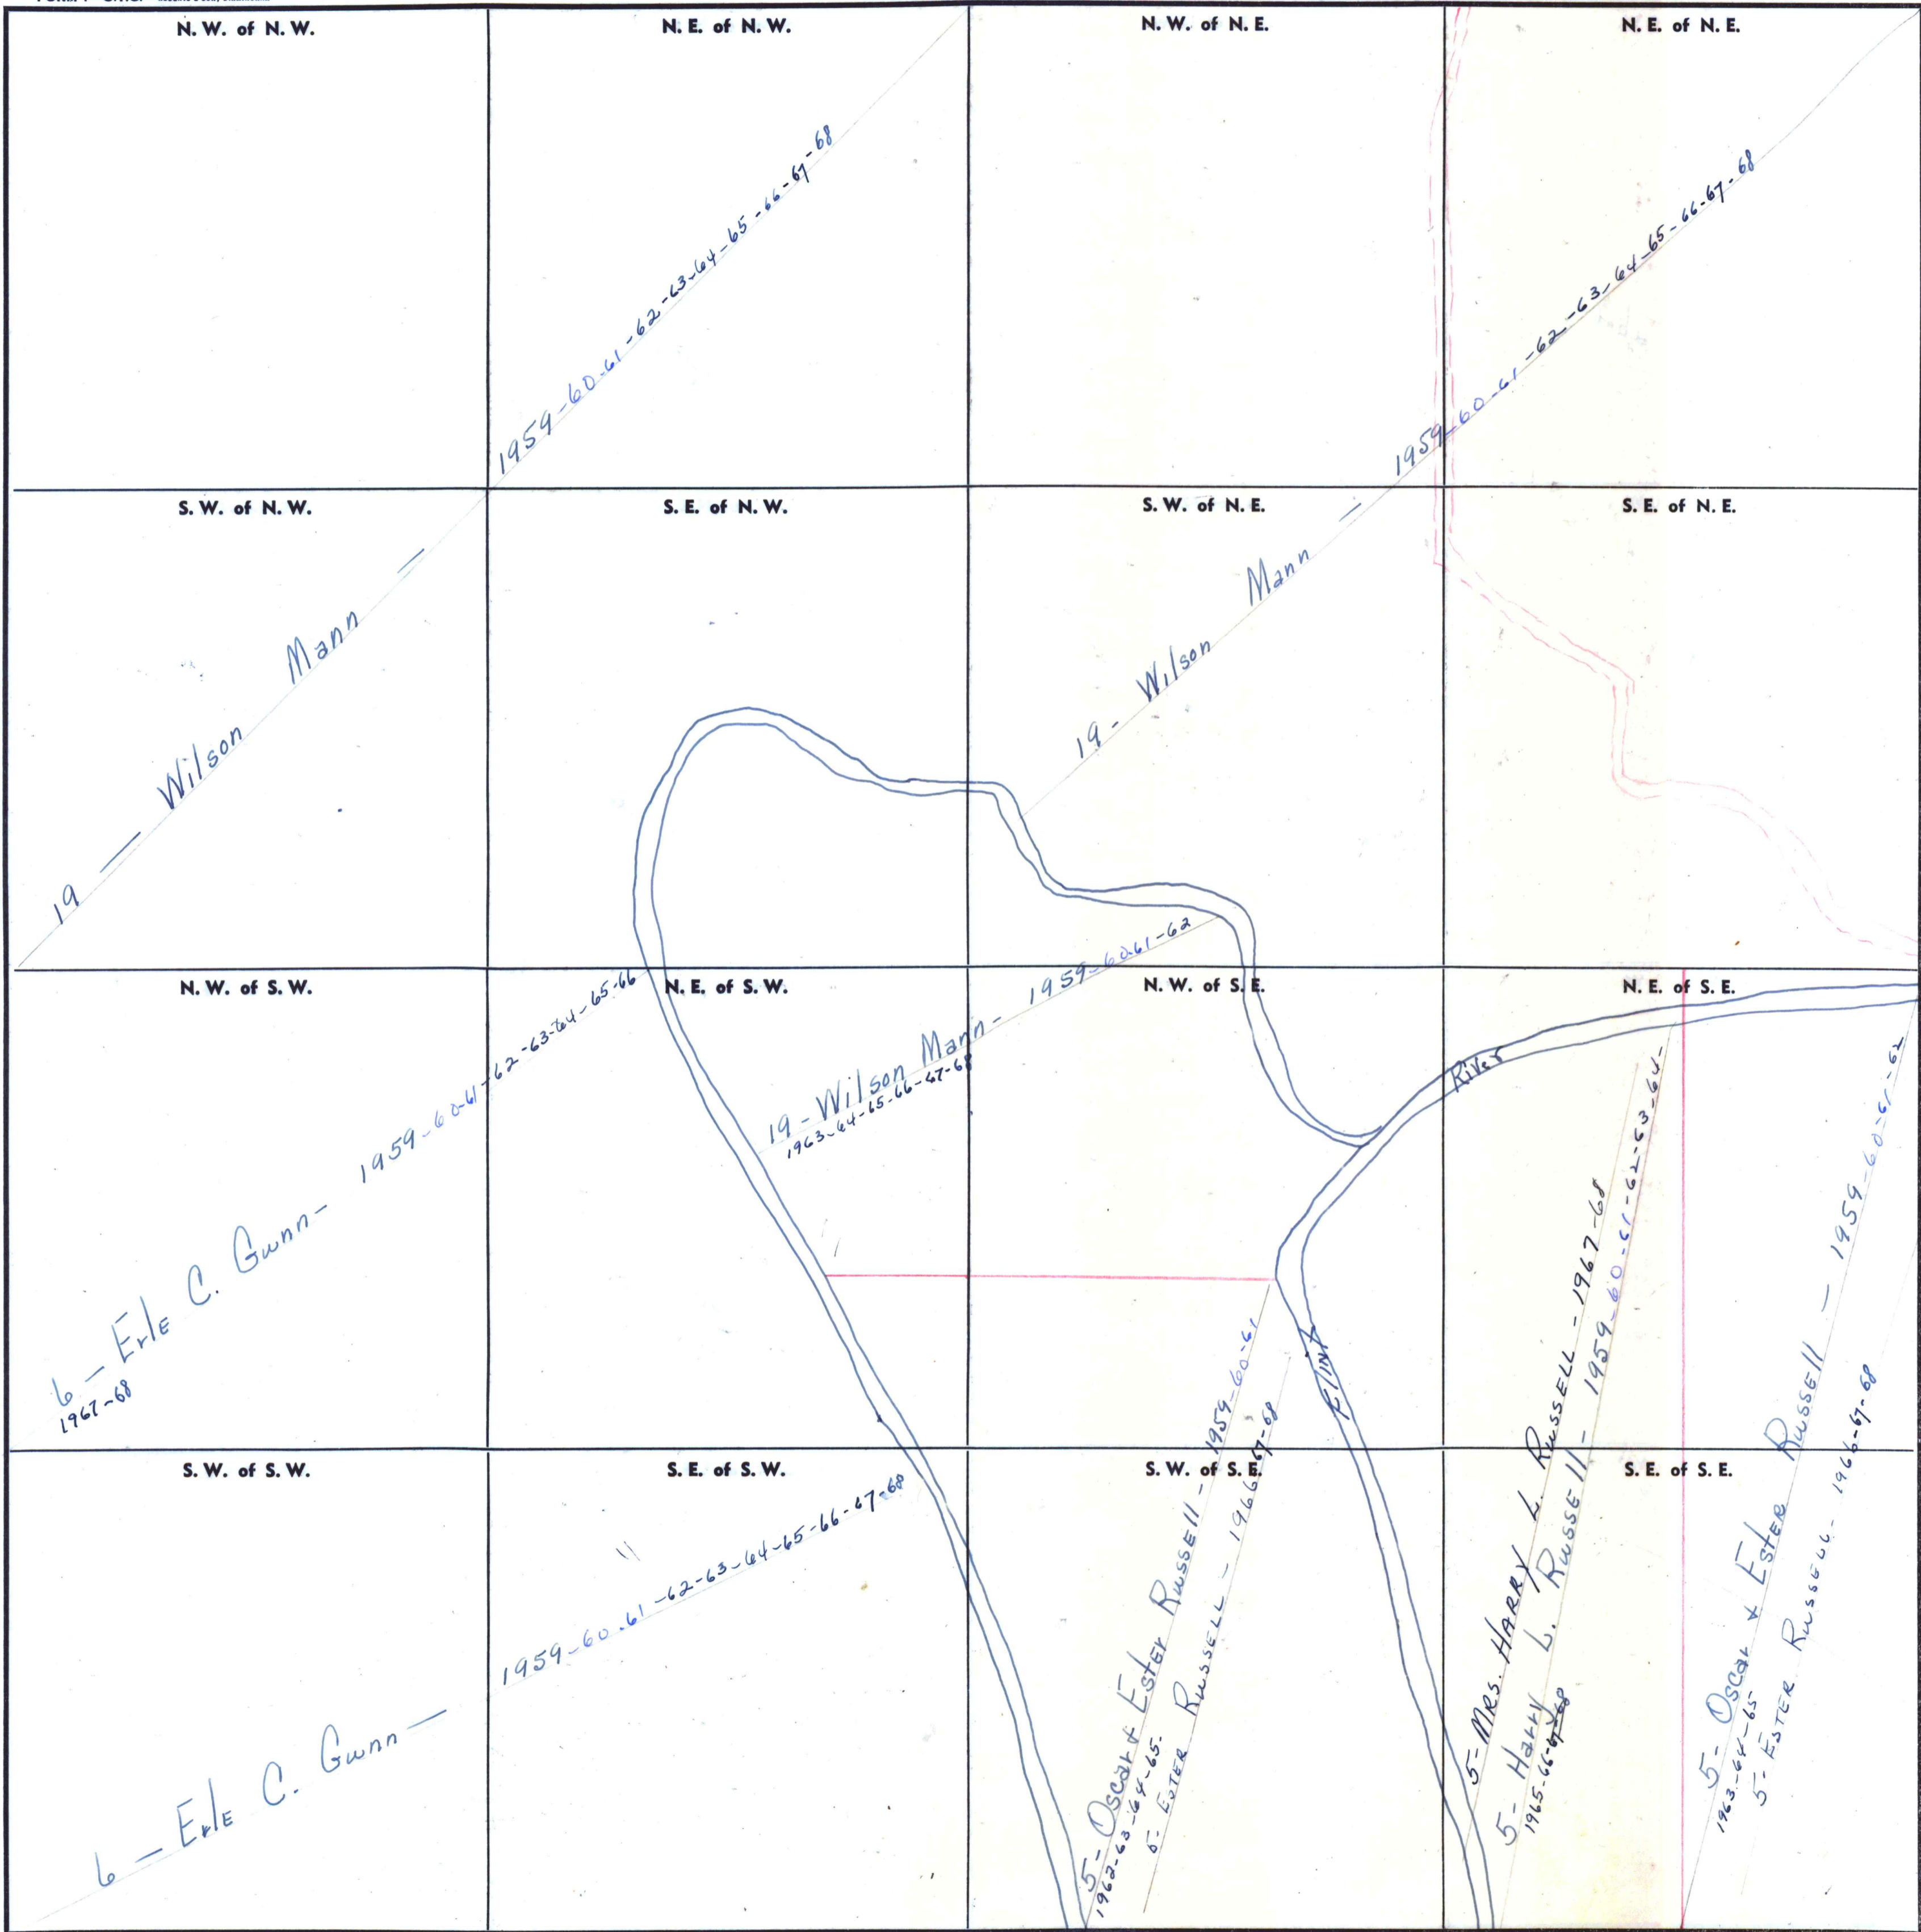 N. W. of N. W.
N. E. of N. W.
N. W. of N. E.
N. E. of N. E.
1959-60-61-62-63-64-65-66-67-68
1959-60-61-62-63-64-65-66-67-68
S. W. of N. W.
S. E. of N. W.
S. W. of N. E.
S. E. of N. E.
19 — Wilson Mann —
19 - Wilson Mann —
N. W. of S. W.
N. E. of S. W.
N. W. of S. E.
N. E. of S. E.
6 — Erle C. Gunn - 1959-60-61-62-63-64-65-66
1967-68
19 - Wilson Mann - 1959-60-61-62
1963-64-65-66-67-68
River
Flint
S. W. of S. W.
S. E. of S. W.
S. W. of S. E.
S. E. of S. E.
6 — Erle C. Gunn — 1959-60-61-62-63-64-65-66-67-68
5- Oscar & Ester Russell - 1959-60-61
1962-63-64-65-
5- ESTER RUSSELL - 1966-67-68
5- MRS. HARRY L. RUSSELL - 1967-68
5- Harry L. Russell - 1959-60-61-62-63-64-
1965-66-67-68
5- Oscar & Ester Russell — 1959-60-61-62
1963-64-65
5- ESTER RUSSELL - 1966-67-68